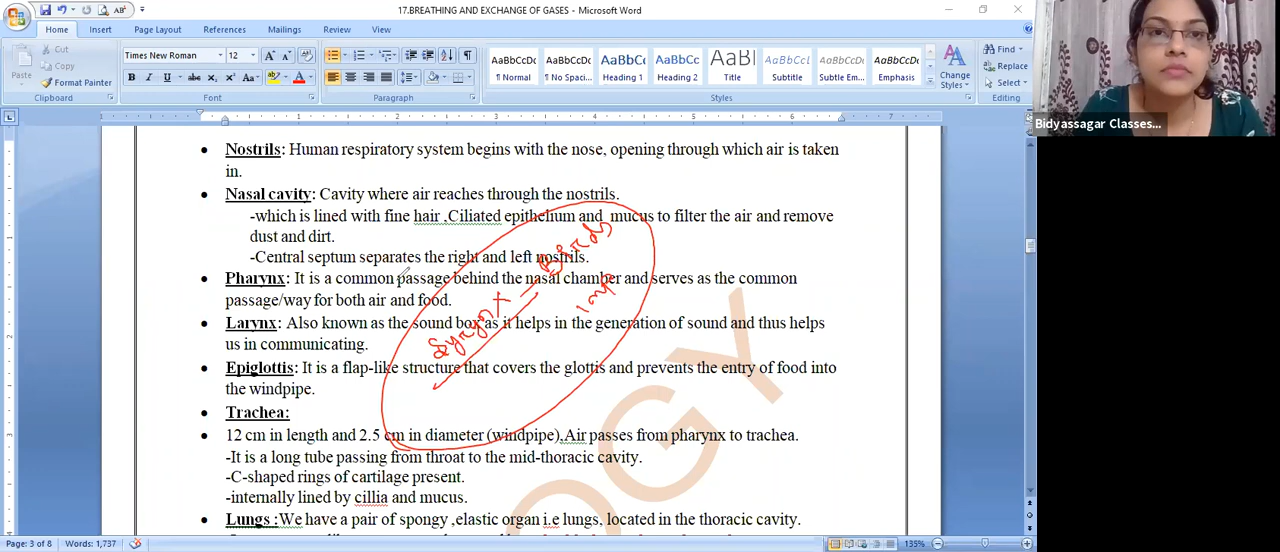 17.BREATHING AND EXCHANGE OF GASES - Microsoft Word
Home Insert Page Layout References Mailings Review View
Cut
Copy
Format Painter
Paste
Clipboard
Times New Roman 12
Font
Paragraph
AaBbCcDc AaBbCcDc AaBbCc AaBbCc AaBl AaBbCcL AaBbCcDc AaBbCcDc
¶ Normal ¶ No Spaci... Heading 1 Heading 2 Title Subtitle Subtle Em... Emphasis
Change
Styles
Styles
Find
Replace
Select
Editing
Bidyassagar Classes...
Nostrils: Human respiratory system begins with the nose, opening through which air is taken
in.
Nasal cavity: Cavity where air reaches through the nostrils.
-which is lined with fine hair ,Ciliated epithelium and mucus to filter the air and remove
dust and dirt.
-Central septum separates the right and left nostrils.
Pharynx: It is a common passage behind the nasal chamber and serves as the common
passage/way for both air and food.
Larynx: Also known as the sound box as it helps in the generation of sound and thus helps
us in communicating.
Syrynx = Birds
imp
Epiglottis: It is a flap-like structure that covers the glottis and prevents the entry of food into
the windpipe.
Trachea:
12 cm in length and 2.5 cm in diameter (windpipe),Air passes from pharynx to trachea.
-It is a long tube passing from throat to the mid-thoracic cavity.
-C-shaped rings of cartilage present.
-internally lined by cillia and mucus.
Lungs :We have a pair of spongy ,elastic organ i.e lungs, located in the thoracic cavity.
OGY
Page: 3 of 8 Words: 1,737 135%